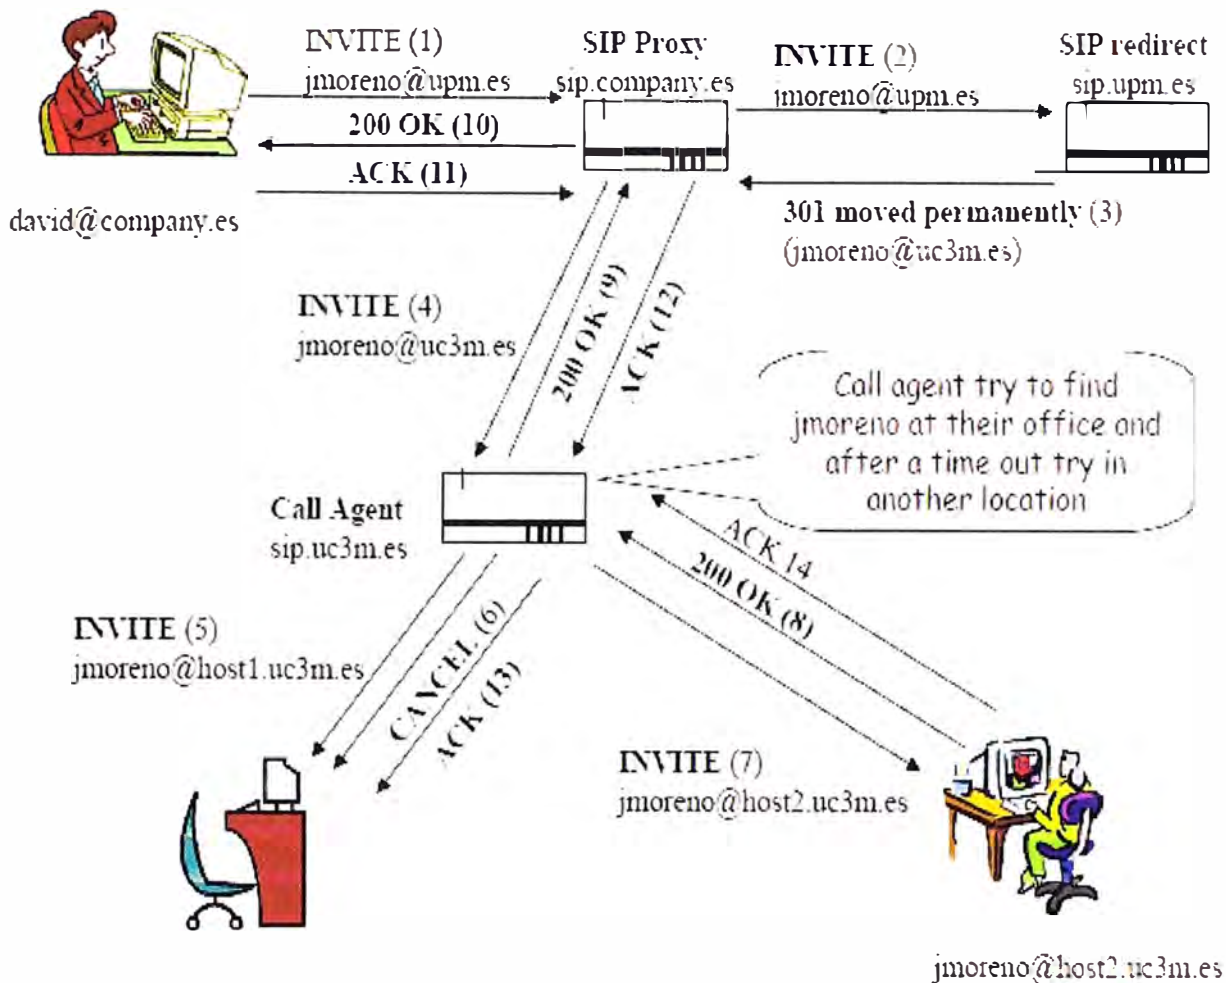 INVITE (1)
jmoreno@upm.es
200 OK (10)
ACK (11)
david@company.es
SIP Proxy
sip.company.es
INVITE (2)
jmoreno@upm.es
SIP redirect
sip.upm.es
301 moved permanently (3)
(jmoreno@uc3m.es)
INVITE (4)
jmoreno@uc3m.es
200 OK (9)
ACK (12)
Call agent try to find
jmoreno at their office and
after a time out try in
another location
Call Agent
sip.uc3m.es
ACK 14
200 OK (8)
INVITE (5)
jmoreno@host1.uc3m.es
CANCEL (6)
ACK (13)
INVITE (7)
jmoreno@host2.uc3m.es
jmoreno@host2.uc3m.es